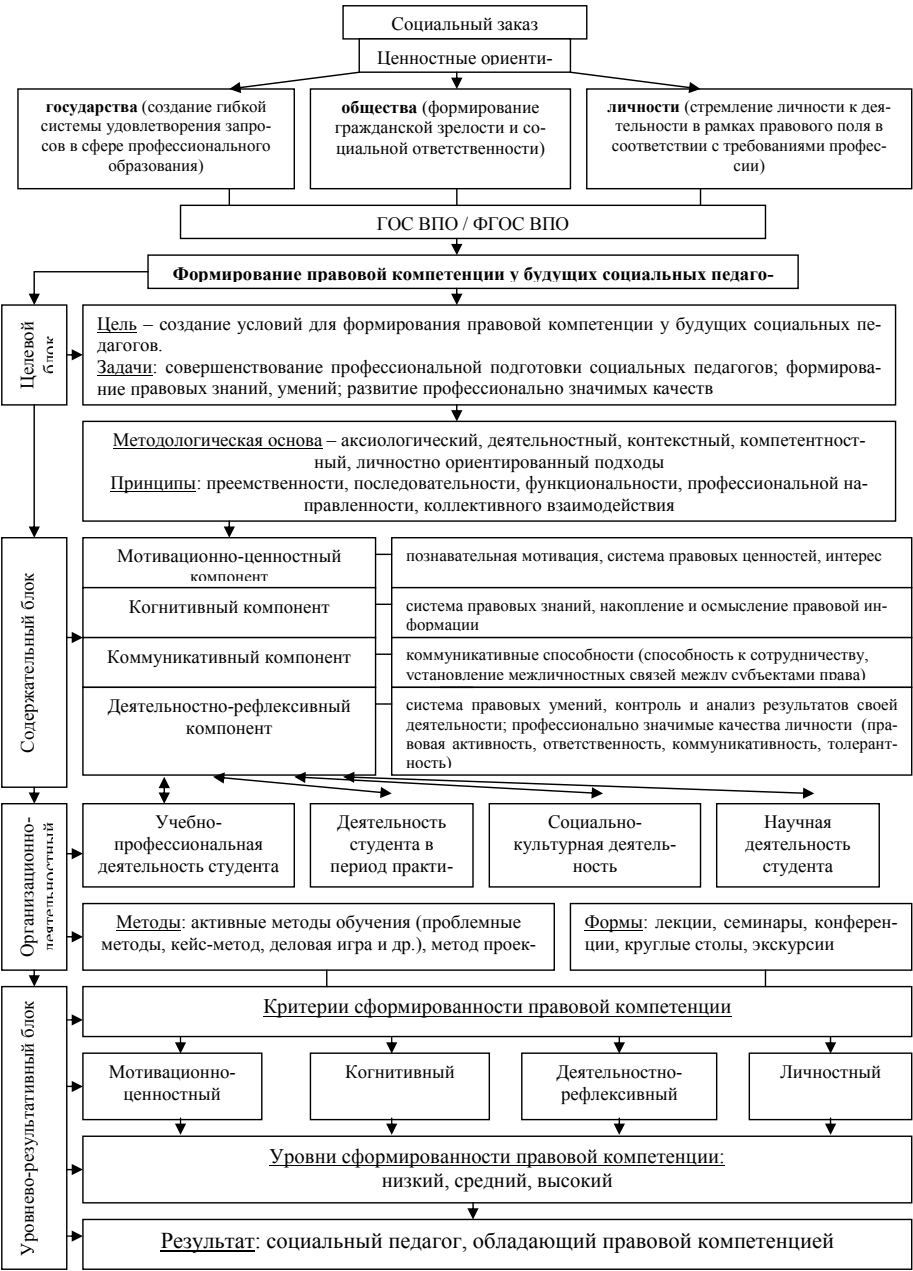 Социальный заказ
Ценностные ориенти-
государства (создание гибкой
системы удовлетворения запро-
сов в сфере профессионального
образования)
общества (формирование
гражданской зрелости и со-
циальной ответственности)
личности (стремление личности к дея-
тельности в рамках правового поля в
соответствии с требованиями профес-
сии)
ГОС ВПО / ФГОС ВПО
Формирование правовой компетенции у будущих социальных педаго-
Целевой
блок
Цель – создание условий для формирования правовой компетенции у будущих социальных пе-
дагогов.
Задачи: совершенствование профессиональной подготовки социальных педагогов; формирова-
ние правовых знаний, умений; развитие профессионально значимых качеств
Методологическая основа – аксиологический, деятельностный, контекстный, компетентност-
ный, личностно ориентированный подходы
Принципы: преемственности, последовательности, функциональности, профессиональной на-
правленности, коллективного взаимодействия
Содержательный блок
Мотивационно-ценностный
компонент
познавательная мотивация, система правовых ценностей, интерес
Когнитивный компонент
система правовых знаний, накопление и осмысление правовой ин-
формации
Коммуникативный компонент
коммуникативные способности (способность к сотрудничеству,
установление межличностных связей между субъектами права)
Деятельностно-рефлексивный
компонент
система правовых умений, контроль и анализ результатов своей
деятельности; профессионально значимые качества личности (пра-
вовая активность, ответственность, коммуникативность, толерант-
ность)
Организационно-
деятельностный
Учебно-
профессиональная
деятельность студента
Деятельность
студента в
период практи-
Социально-
культурная деятель-
ность
Научная
деятельность
студента
Методы: активные методы обучения (проблемные
методы, кейс-метод, деловая игра и др.), метод проек-
Формы: лекции, семинары, конферен-
ции, круглые столы, экскурсии
Уровнево-результативный блок
Критерии сформированности правовой компетенции
Мотивационно-
ценностный
Когнитивный
Деятельностно-
рефлексивный
Личностный
Уровни сформированности правовой компетенции:
низкий, средний, высокий
Результат: социальный педагог, обладающий правовой компетенцией